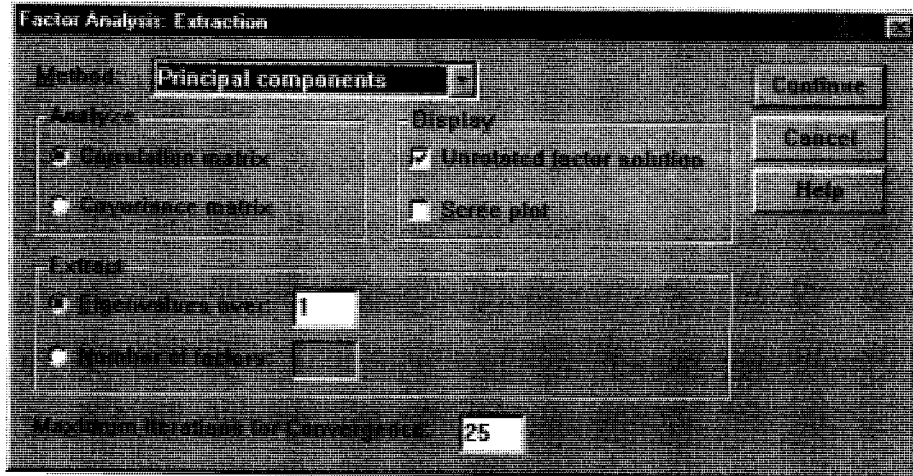 Factor Analysis: Extraction
Method: Principal components
Continue
Analyze
Display
Cancel
Correlation matrix
Unrotated factor solution
Help
Covariance matrix
Scree plot
Extract
Eigenvalues over: 1
Number of factors:
Maximum Iterations for Convergence: 25